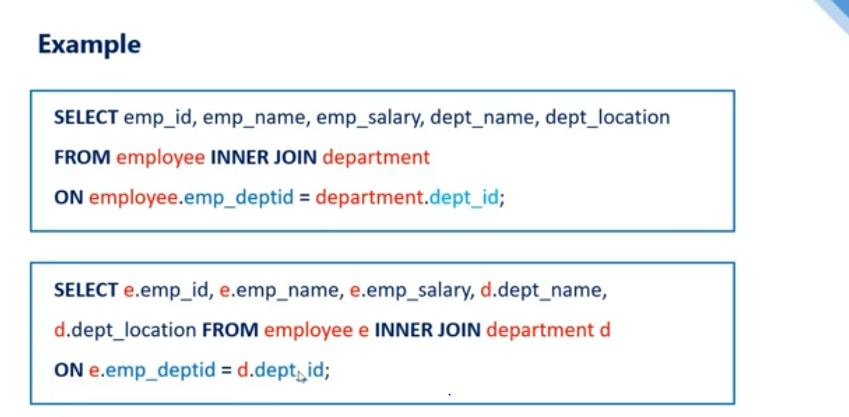 Example
SELECT emp_id, emp_name, emp_salary, dept_name, dept_location
FROM employee INNER JOIN department
ON employee.emp_deptid = department.dept_id;
SELECT e.emp_id, e.emp_name, e.emp_salary, d.dept_name,
d.dept_location FROM employee e INNER JOIN department d
ON e.emp_deptid = d.dept_id;